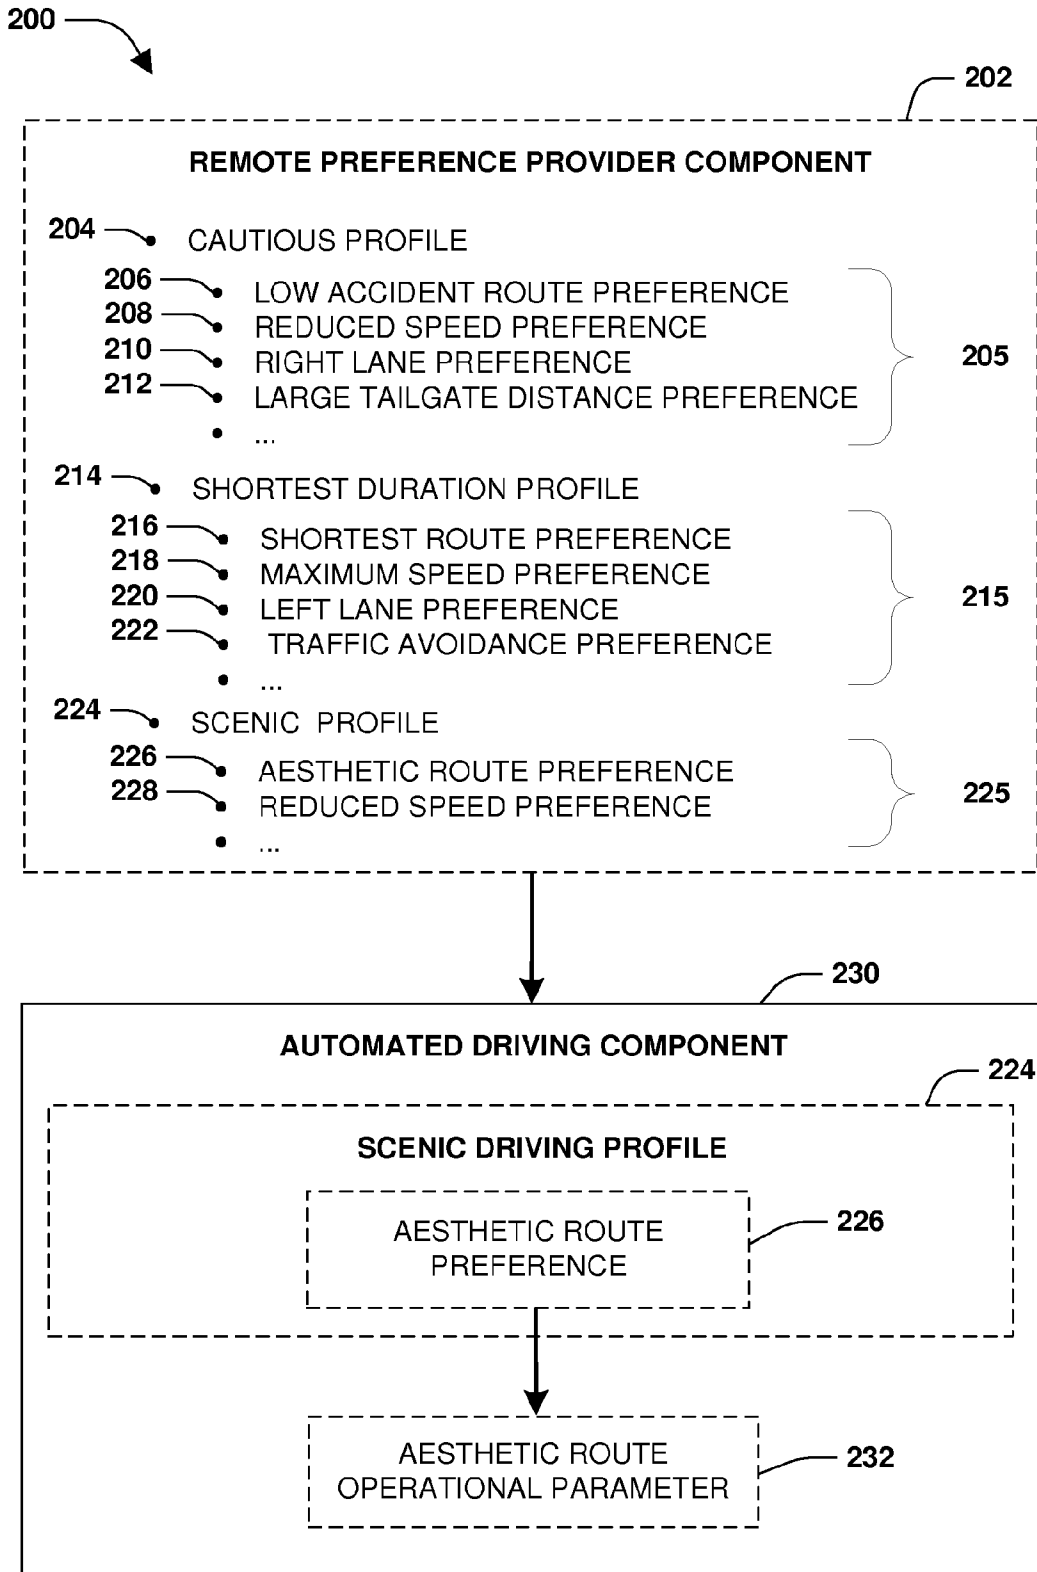 200
202
REMOTE PREFERENCE PROVIDER COMPONENT
204 • CAUTIOUS PROFILE
206 • LOW ACCIDENT ROUTE PREFERENCE
208 • REDUCED SPEED PREFERENCE
210 • RIGHT LANE PREFERENCE
212 • LARGE TAILGATE DISTANCE PREFERENCE
• ...
205
214 • SHORTEST DURATION PROFILE
216 • SHORTEST ROUTE PREFERENCE
218 • MAXIMUM SPEED PREFERENCE
220 • LEFT LANE PREFERENCE
222 • TRAFFIC AVOIDANCE PREFERENCE
• ...
215
224 • SCENIC PROFILE
226 • AESTHETIC ROUTE PREFERENCE
228 • REDUCED SPEED PREFERENCE
• ...
225
230
AUTOMATED DRIVING COMPONENT
224
SCENIC DRIVING PROFILE
AESTHETIC ROUTE
PREFERENCE
226
AESTHETIC ROUTE
OPERATIONAL PARAMETER
232